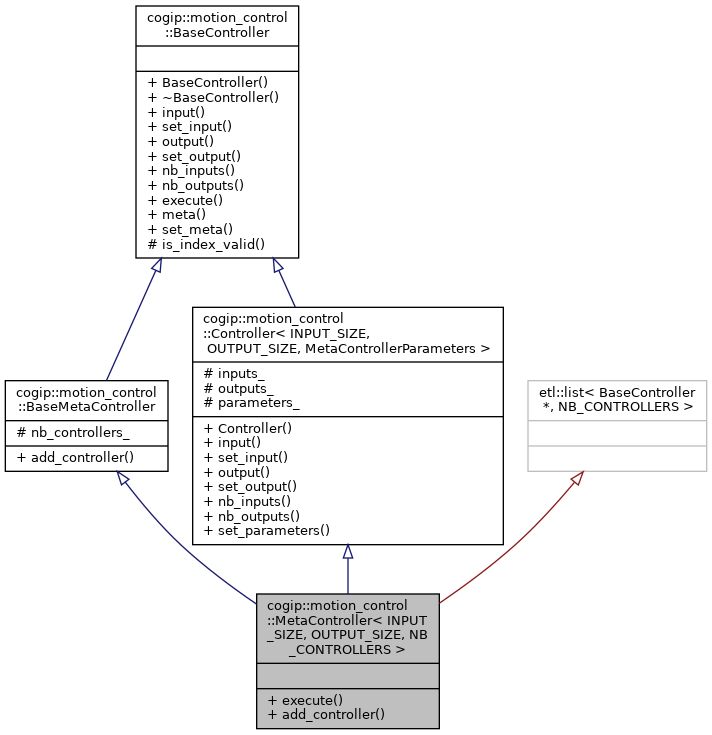 cogip::motion_control
::BaseController
+ BaseController()
+ ~BaseController()
+ input()
+ set_input()
+ output()
+ set_output()
+ nb_inputs()
+ nb_outputs()
+ execute()
+ meta()
+ set_meta()
# is_index_valid()
cogip::motion_control
::BaseMetaController
# nb_controllers_
+ add_controller()
cogip::motion_control
::Controller< INPUT_SIZE,
OUTPUT_SIZE, MetaControllerParameters >
# inputs_
# outputs_
# parameters_
+ Controller()
+ input()
+ set_input()
+ output()
+ set_output()
+ nb_inputs()
+ nb_outputs()
+ set_parameters()
etl::list< BaseController
*, NB_CONTROLLERS >
cogip::motion_control
::MetaController< INPUT
_SIZE, OUTPUT_SIZE, NB
_CONTROLLERS >
+ execute()
+ add_controller()